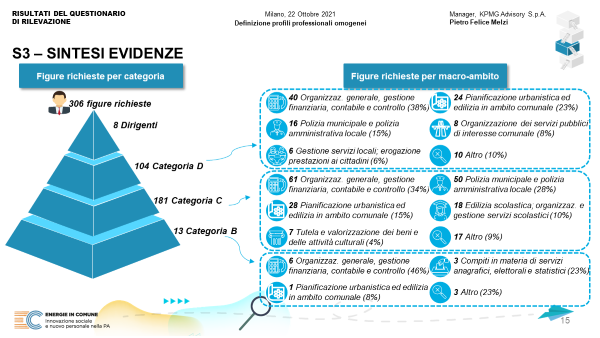 RISULTATI DEL QUESTIONARIO
DI RILEVAZIONE
Milano, 22 Ottobre 2021
Definizione profili professionali omogenei
Manager, KPMG Advisory S.p.A.
Pietro Felice Melzi
S3 – SINTESI EVIDENZE
Figure richieste per categoria
306 figure richieste
8 Dirigenti
104 Categoria D
181 Categoria C
13 Categoria B
Figure richieste per macro-ambito
40 Organizzaz. generale, gestione
finanziaria, contabile e controllo (38%)
24 Pianificazione urbanistica ed
edilizia in ambito comunale (23%)
16 Polizia municipale e polizia
amministrativa locale (15%)
8 Organizzazione dei servizi pubblici
di interesse comunale (8%)
6 Gestione servizi locali; erogazione
prestazioni ai cittadini (6%)
10 Altro (10%)
61 Organizzaz. generale, gestione
finanziaria, contabile e controllo (34%)
50 Polizia municipale e polizia
amministrativa locale (28%)
28 Pianificazione urbanistica ed
edilizia in ambito comunale (15%)
18 Edilizia scolastica, organizzaz. e
gestione servizi scolastici (10%)
7 Tutela e valorizzazione dei beni e
delle attività culturali (4%)
17 Altro (9%)
6 Organizzaz. generale, gestione
finanziaria, contabile e controllo (46%)
3 Compiti in materia di servizi
anagrafici, elettorali e statistici (23%)
1 Pianificazione urbanistica ed edilizia
in ambito comunale (8%)
3 Altro (23%)
EC
ENERGIE IN COMUNE
Innovazione sociale
e nuovo personale nella PA
15